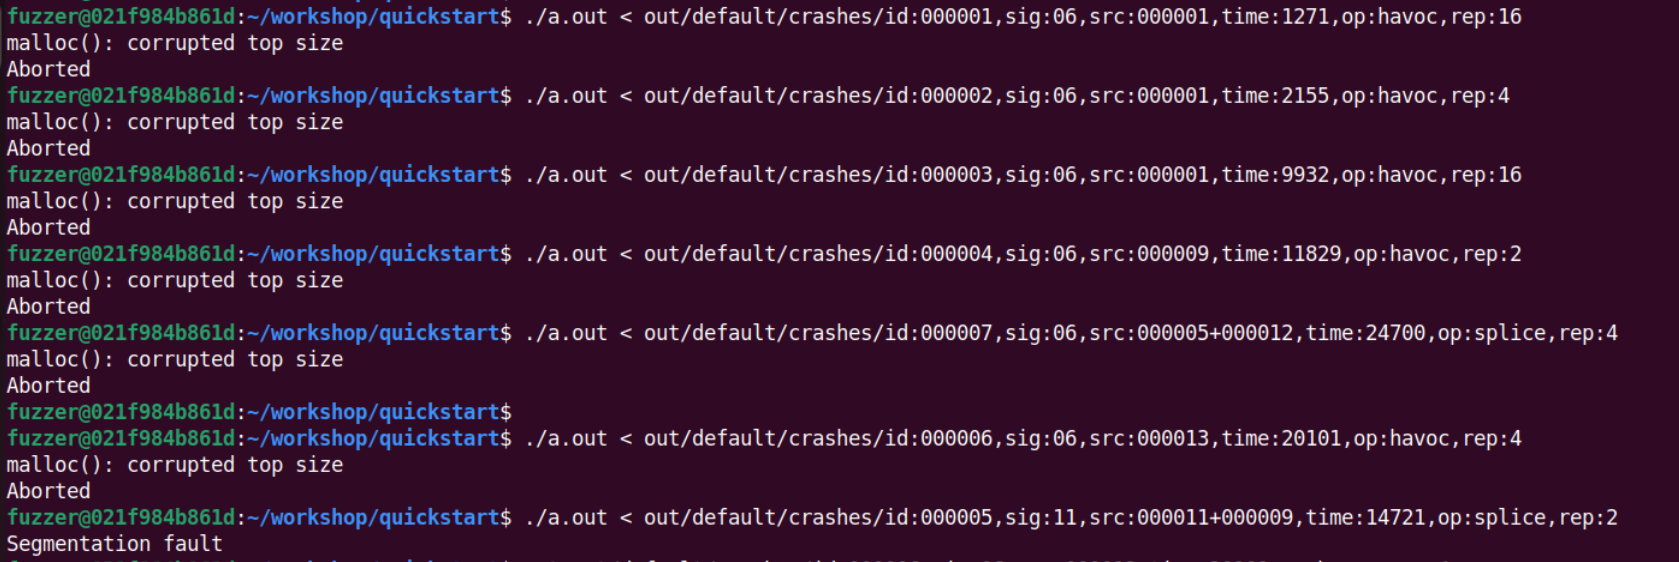 fuzzer@021f984b861d:~/workshop/quickstart$ ./a.out < out/default/crashes/id:000001,sig:06,src:000001,time:1271,op:havoc,rep:16
malloc(): corrupted top size
Aborted
fuzzer@021f984b861d:~/workshop/quickstart$ ./a.out < out/default/crashes/id:000002,sig:06,src:000001,time:2155,op:havoc,rep:4
malloc(): corrupted top size
Aborted
fuzzer@021f984b861d:~/workshop/quickstart$ ./a.out < out/default/crashes/id:000003,sig:06,src:000001,time:9932,op:havoc,rep:16
malloc(): corrupted top size
Aborted
fuzzer@021f984b861d:~/workshop/quickstart$ ./a.out < out/default/crashes/id:000004,sig:06,src:000009,time:11829,op:havoc,rep:2
malloc(): corrupted top size
Aborted
fuzzer@021f984b861d:~/workshop/quickstart$ ./a.out < out/default/crashes/id:000007,sig:06,src:000005+000012,time:24700,op:splice,rep:4
malloc(): corrupted top size
Aborted
fuzzer@021f984b861d:~/workshop/quickstart$
fuzzer@021f984b861d:~/workshop/quickstart$ ./a.out < out/default/crashes/id:000006,sig:06,src:000013,time:20101,op:havoc,rep:4
malloc(): corrupted top size
Aborted
fuzzer@021f984b861d:~/workshop/quickstart$ ./a.out < out/default/crashes/id:000005,sig:11,src:000011+000009,time:14721,op:splice,rep:2
Segmentation fault